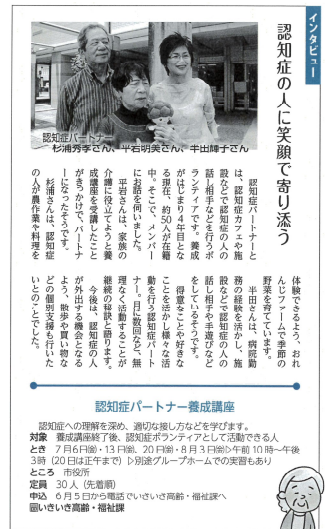 インタビュー
認知症の人に笑顔で寄り添う
認知症パートナー
杉浦秀子さん、平岩明美さん、半田輝子さん
認知症パートナーと
は、認知症カフェや施
設などで認知症の人の
話し相手などを行うボ
ランティアです。養成
がはじまり4年目とな
る現在、約50人が在籍
中。そこで、メンバー
にお話を伺いました。
平岩さんは、家族の
介護に役立てようと養
成講座を受講したこと
がきっかけで、パートナ
ーになったそうです。
杉浦さんは、認知症
の人が農作業や料理を
体験できるよう、おれ
んじファームで季節の
野菜を育てています。
半田さんは、病院勤
務の経験を活かし、施
設などで認知症の人の
話し相手や手遊びなど
をしているそうです。
得意なことや好きな
ことを活かし様々な活
動を行う認知症パート
ナー。月に数回など、無
理なく活動することが
継続の秘訣と語ります。
今後は、認知症の人
が外出する機会となる
よう、散歩や買い物な
どの個別支援も行いた
いとのことでした。
認知症パートナー養成講座
認知症への理解を深め、適切な接し方などを学びます。
対象 養成講座終了後、認知症ボランティアとして活動できる人
とき 7月6日㈮・13日㈮、20日㈮・8月3日㈮▷午前10時〜午後
3時（20日は正午まで）▷別途グループホームでの実習もあり
ところ 市役所
定員 30人（先着順）
申込 6月5日から電話でいきいき高齢・福祉課へ
問いきいき高齢・福祉課